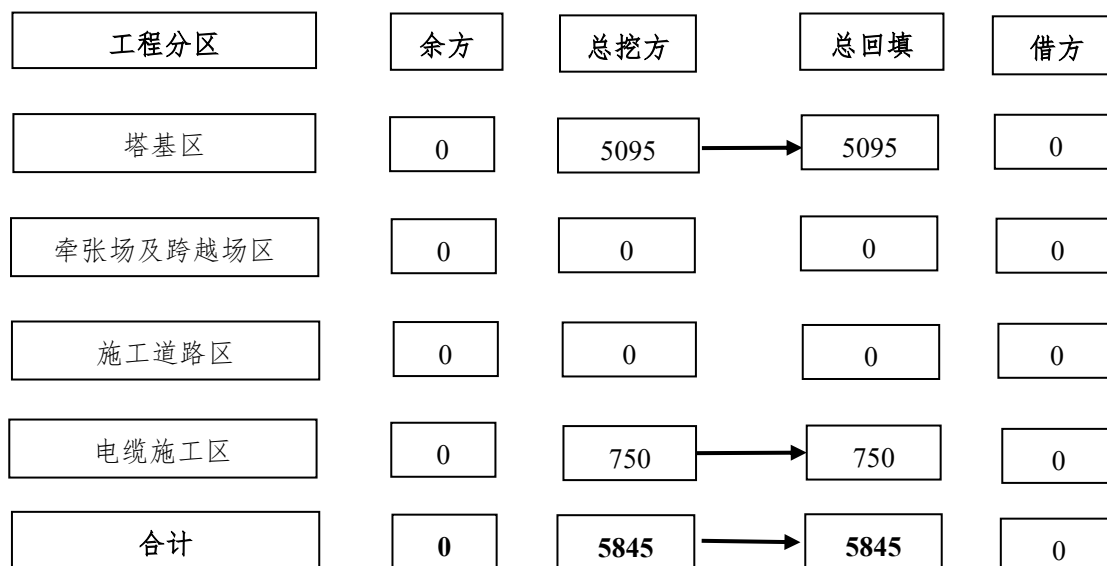 工程分区 余方 总挖方 总回填 借方
塔基区 0 5095 5095 0
牵张场及跨越场区 0 0 0 0
施工道路区 0 0 0 0
电缆施工区 0 750 750 0
合计 0 5845 5845 0